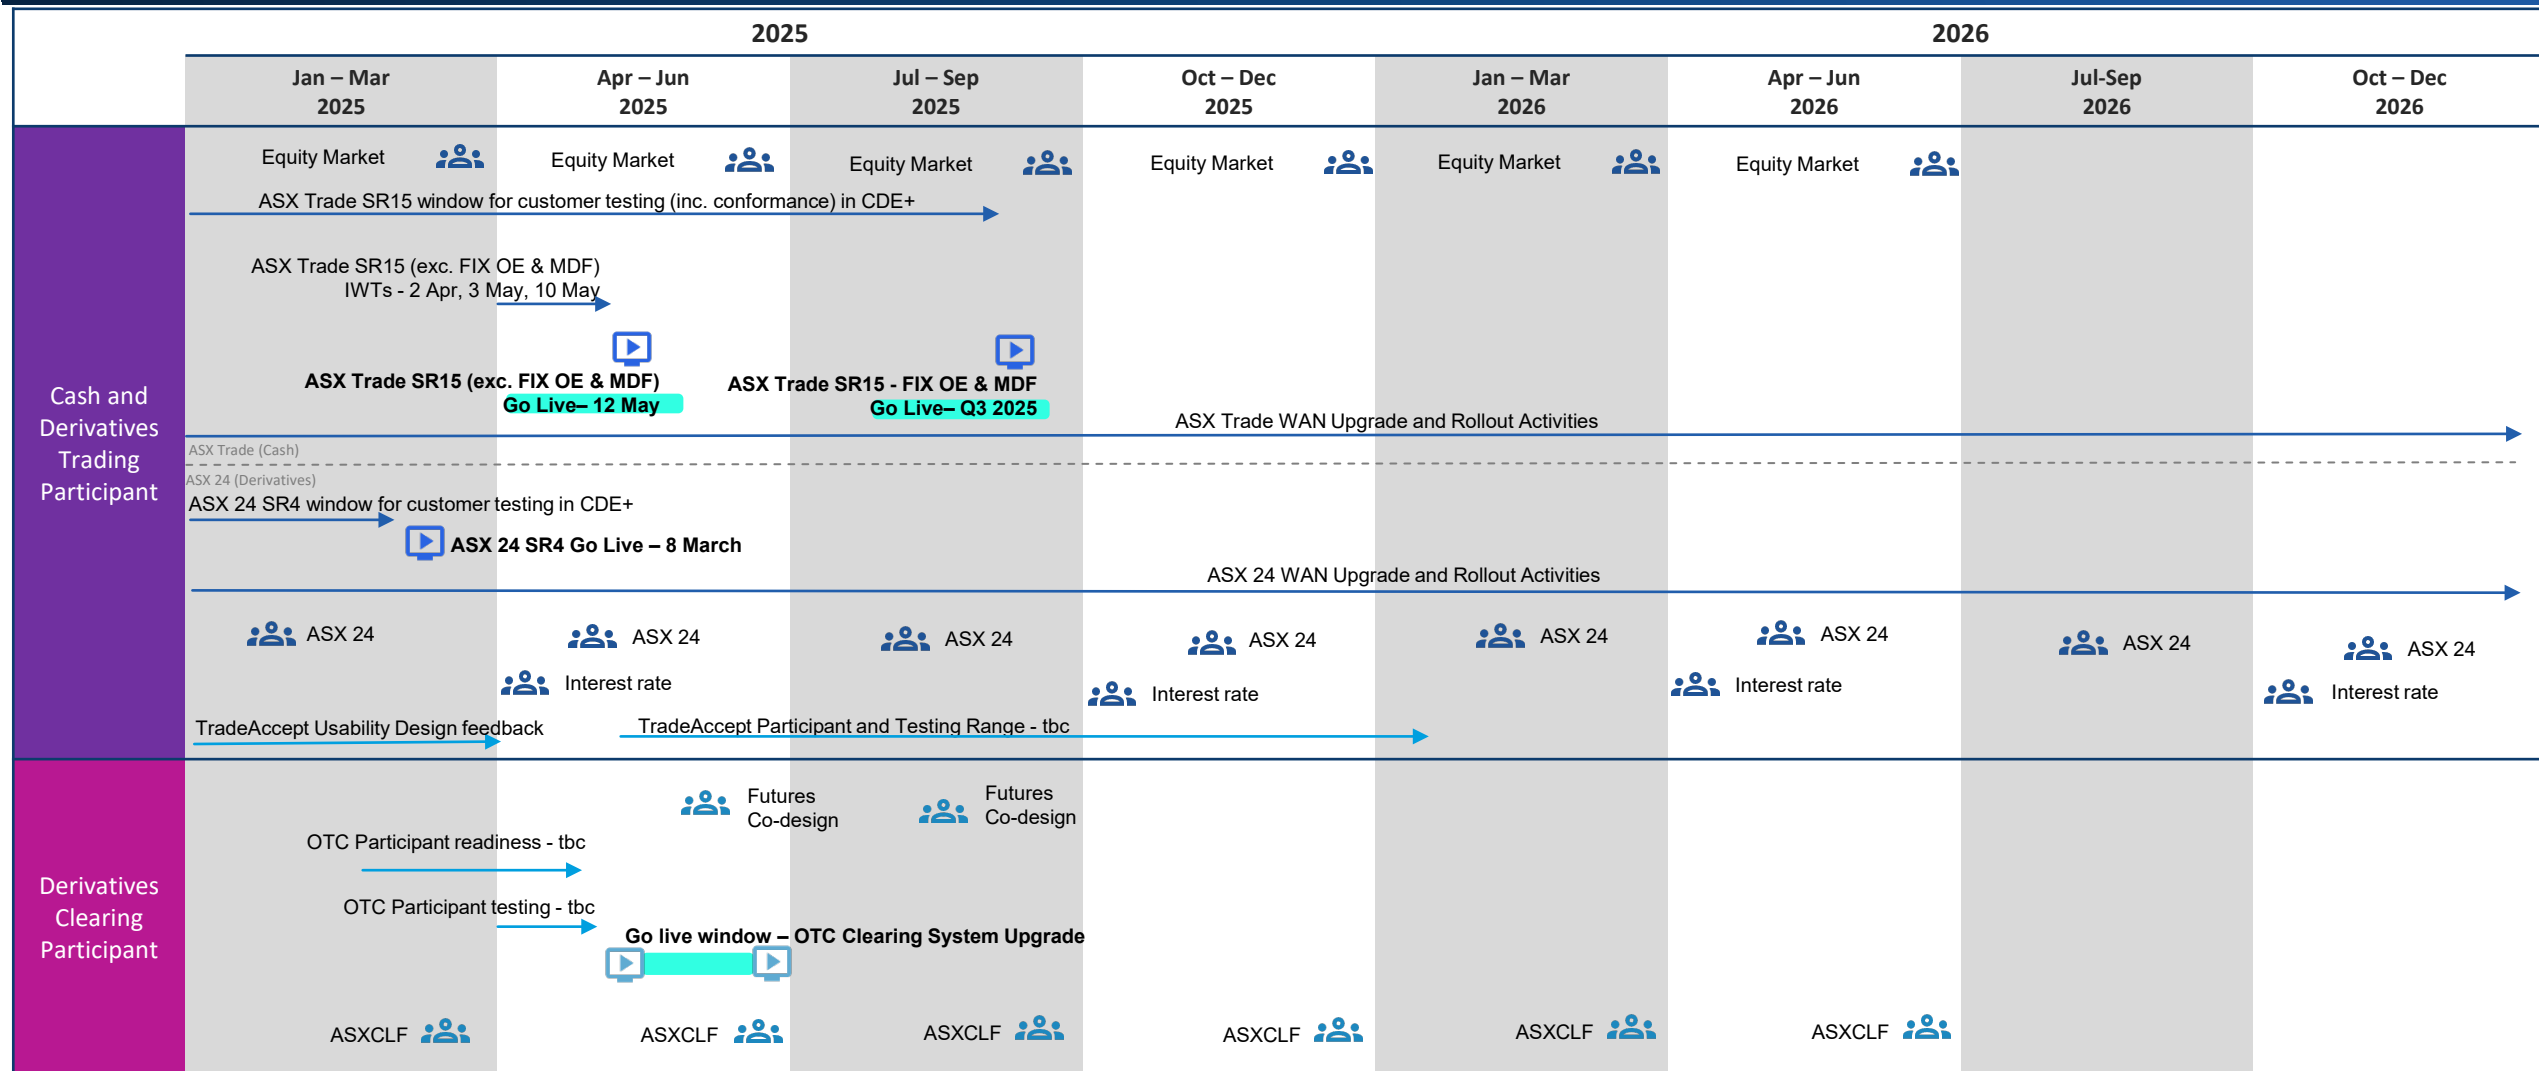 2025
2026
Jan – Mar
2025
Apr – Jun
2025
Jul – Sep
2025
Oct – Dec
2025
Jan – Mar
2026
Apr – Jun
2026
Jul-Sep
2026
Oct – Dec
2026
Cash and
Derivatives
Trading
Participant
Equity Market
Equity Market
Equity Market
Equity Market
Equity Market
Equity Market
ASX Trade SR15 window for customer testing (inc. conformance) in CDE+
ASX Trade SR15 (exc. FIX OE & MDF)
IWTs - 2 Apr, 3 May, 10 May
ASX Trade SR15 (exc. FIX OE & MDF)
Go Live– 12 May
ASX Trade SR15 - FIX OE & MDF
Go Live– Q3 2025
ASX Trade WAN Upgrade and Rollout Activities
ASX Trade (Cash)
ASX 24 (Derivatives)
ASX 24 SR4 window for customer testing in CDE+
ASX 24 SR4 Go Live – 8 March
ASX 24 WAN Upgrade and Rollout Activities
ASX 24
ASX 24
ASX 24
ASX 24
ASX 24
ASX 24
ASX 24
ASX 24
Interest rate
Interest rate
Interest rate
Interest rate
TradeAccept Usability Design feedback
TradeAccept Participant and Testing Range - tbc
Derivatives
Clearing
Participant
Futures
Co-design
Futures
Co-design
OTC Participant readiness - tbc
OTC Participant testing - tbc
Go live window – OTC Clearing System Upgrade
ASXCLF
ASXCLF
ASXCLF
ASXCLF
ASXCLF
ASXCLF